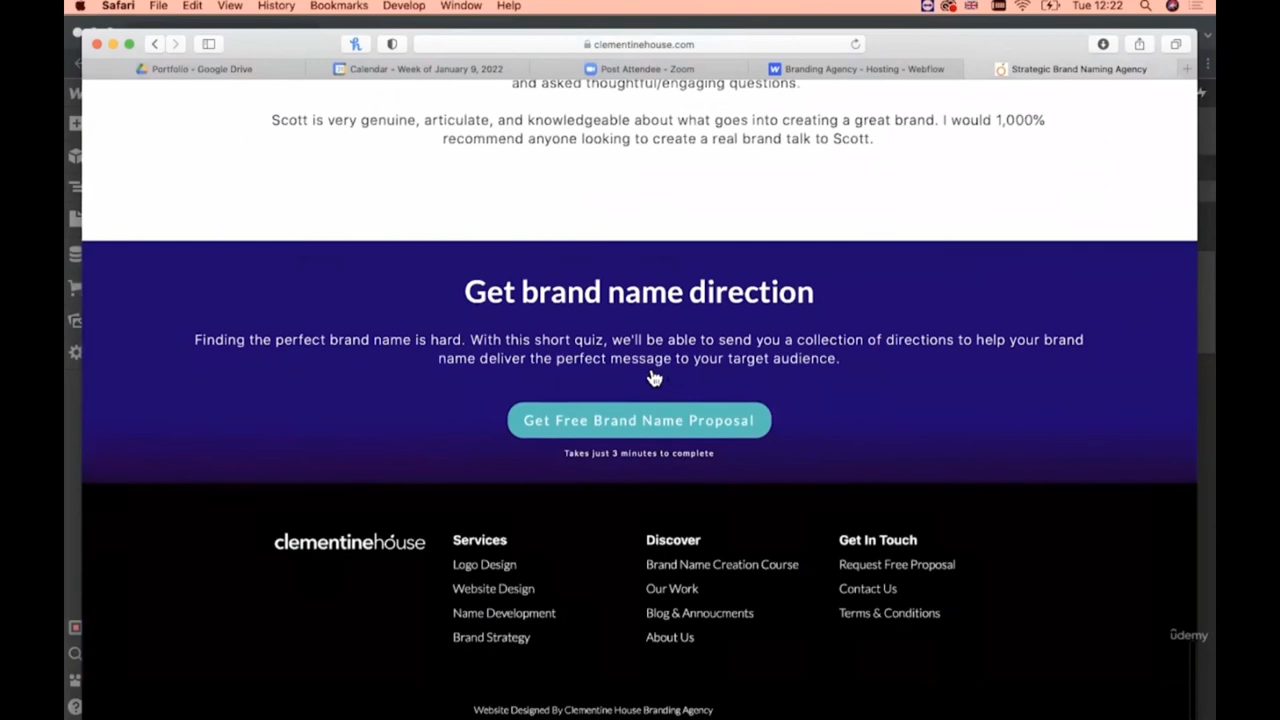 Safari File Edit View History Bookmarks Develop Window Help Tue 12:22
clementinehouse.com
Portfolio - Google Drive Calendar - Week of January 9, 2022 Post Attendee - Zoom Branding Agency - Hosting - Webflow Strategic Brand Naming Agency
and asked thoughtful/engaging questions.
Scott is very genuine, articulate, and knowledgeable about what goes into creating a great brand. I would 1,000%
recommend anyone looking to create a real brand talk to Scott.
Get brand name direction
Finding the perfect brand name is hard. With this short quiz, we'll be able to send you a collection of directions to help your brand
name deliver the perfect message to your target audience.
Get Free Brand Name Proposal
Takes just 3 minutes to complete
clementinehouse
Services
Logo Design
Website Design
Name Development
Brand Strategy
Discover
Brand Name Creation Course
Our Work
Blog & Annoucments
About Us
Get In Touch
Request Free Proposal
Contact Us
Terms & Conditions
udemy
Website Designed By Clementine House Branding Agency